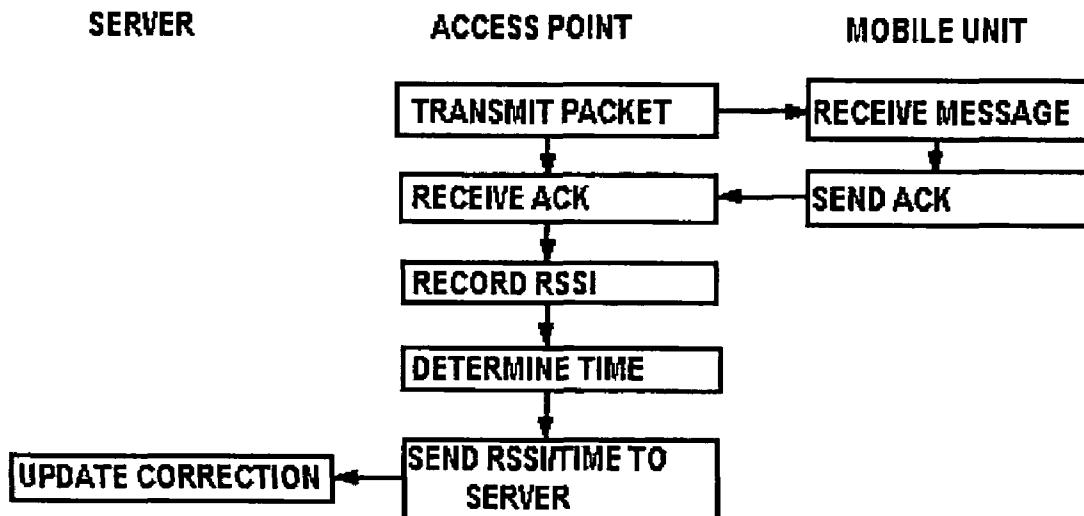 SERVER
ACCESS POINT
MOBILE UNIT
TRANSMIT PACKET
RECEIVE MESSAGE
RECEIVE ACK
SEND ACK
RECORD RSSI
DETERMINE TIME
SEND RSSI/TIME TO
SERVER
UPDATE CORRECTION